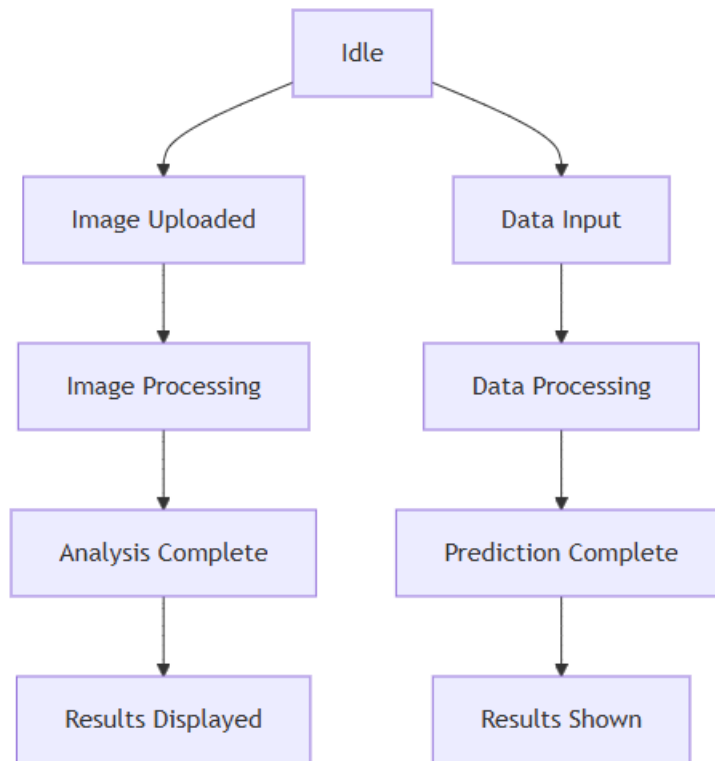 Idle
Image Uploaded
Data Input
Image Processing
Data Processing
Analysis Complete
Prediction Complete
Results Displayed
Results Shown